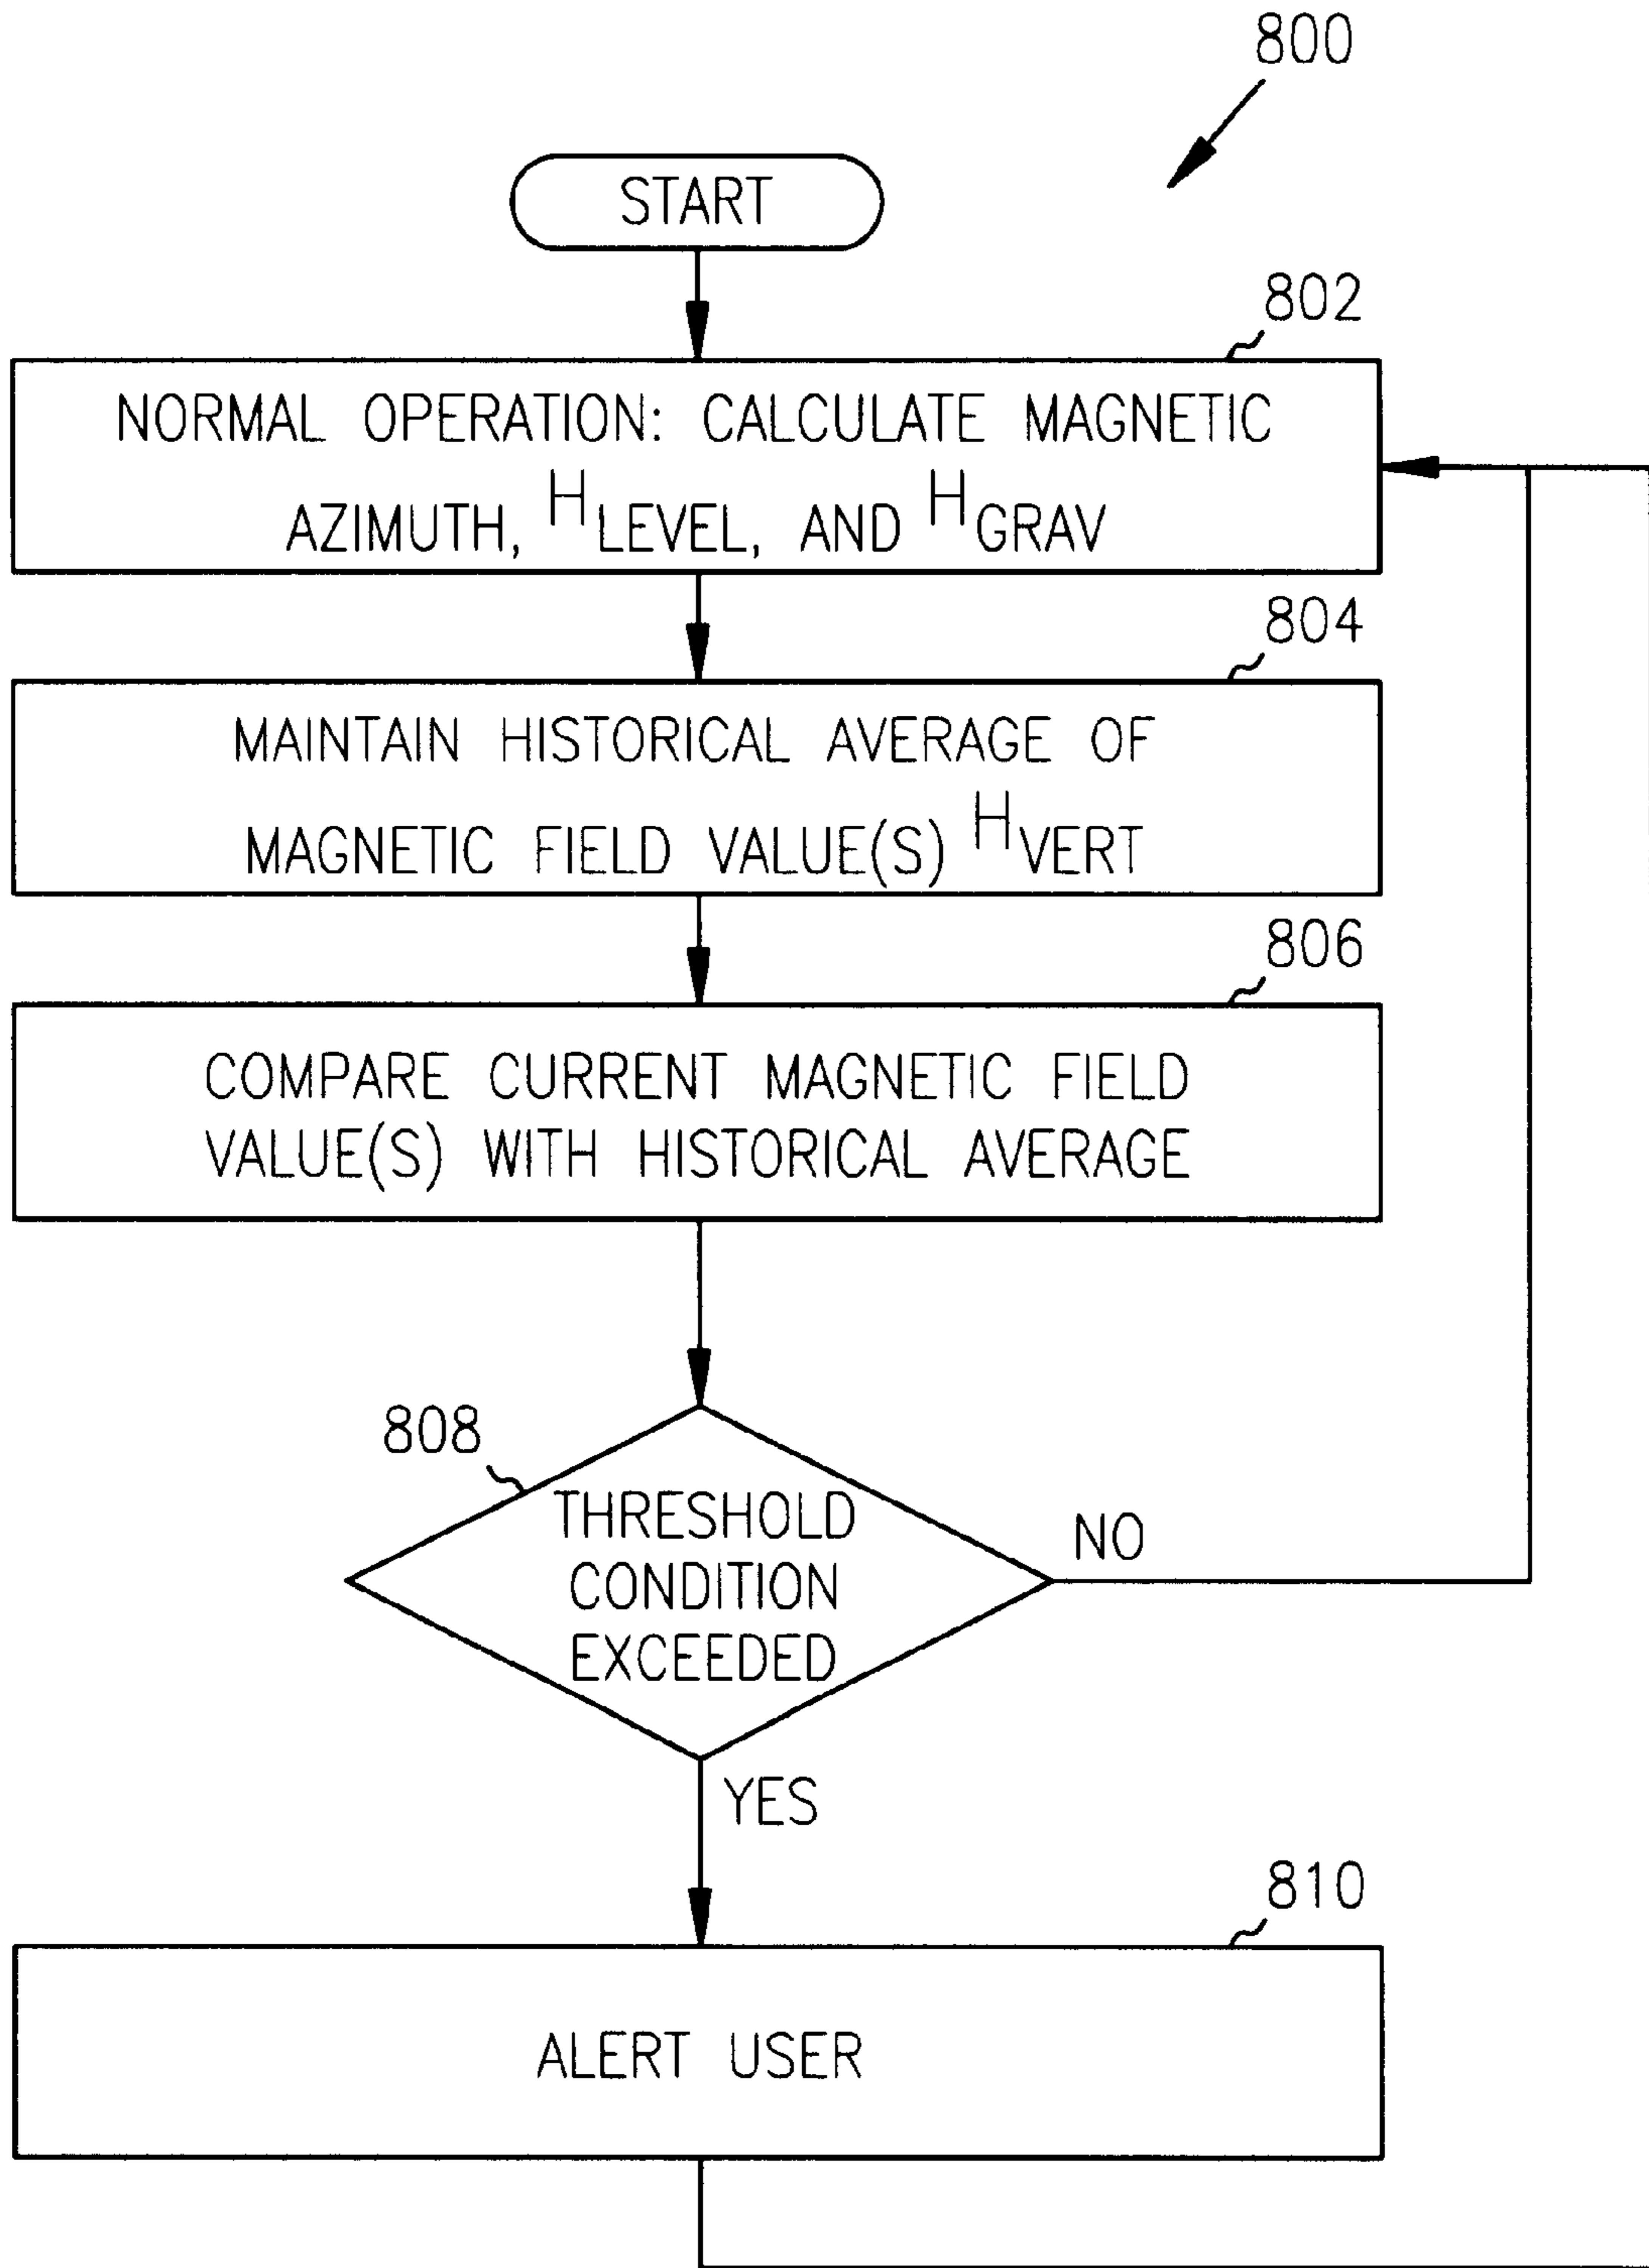 800
START
802
NORMAL OPERATION: CALCULATE MAGNETIC
AZIMUTH, HLEVEL, AND HGRAV
804
MAINTAIN HISTORICAL AVERAGE OF
MAGNETIC FIELD VALUE(S) HVERT
806
COMPARE CURRENT MAGNETIC FIELD
VALUE(S) WITH HISTORICAL AVERAGE
808
THRESHOLD
CONDITION
EXCEEDED
NO
YES
810
ALERT USER